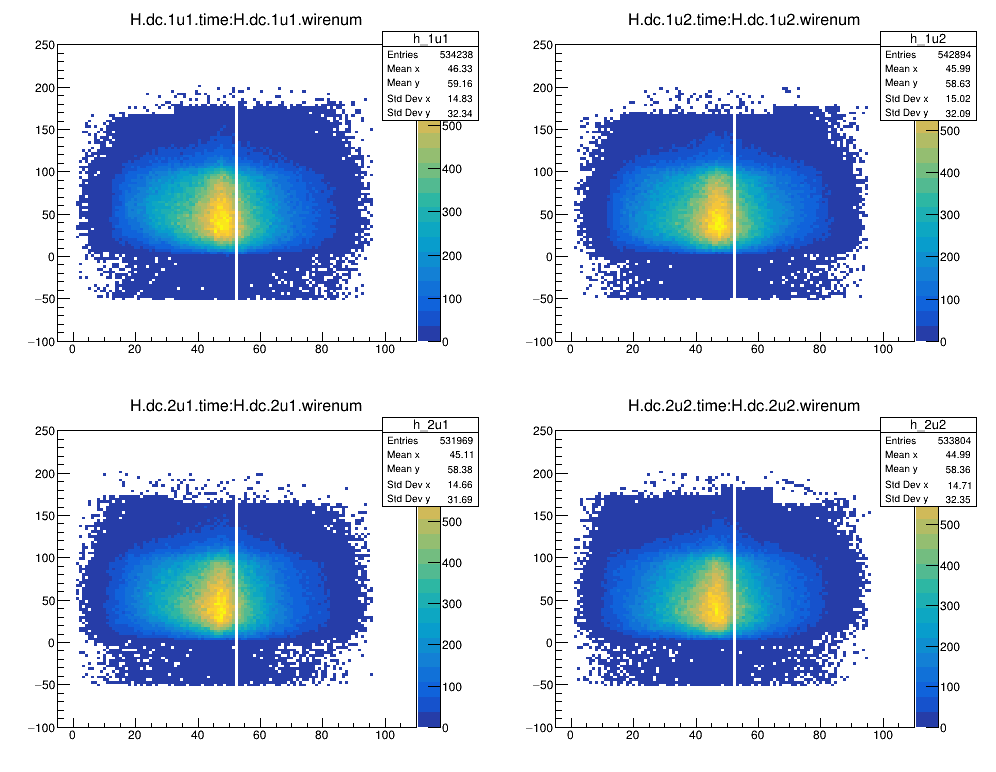 H.dc.1u1.time:H.dc.1u1.wirenum
h_1u1
Entries 534238
Mean x 46.33
Mean y 59.16
Std Dev x 14.83
Std Dev y 32.34
250
200
150
100
50
0
−50
−100
0 20 40 60 80 100
500
400
300
200
100
0
H.dc.1u2.time:H.dc.1u2.wirenum
h_1u2
Entries 542894
Mean x 45.99
Mean y 58.63
Std Dev x 15.02
Std Dev y 32.09
250
200
150
100
50
0
−50
−100
0 20 40 60 80 100
500
400
300
200
100
0
H.dc.2u1.time:H.dc.2u1.wirenum
h_2u1
Entries 531969
Mean x 45.11
Mean y 58.38
Std Dev x 14.66
Std Dev y 31.69
250
200
150
100
50
0
−50
−100
0 20 40 60 80 100
500
400
300
200
100
0
H.dc.2u2.time:H.dc.2u2.wirenum
h_2u2
Entries 533804
Mean x 44.99
Mean y 58.36
Std Dev x 14.71
Std Dev y 32.35
250
200
150
100
50
0
−50
−100
0 20 40 60 80 100
500
400
300
200
100
0